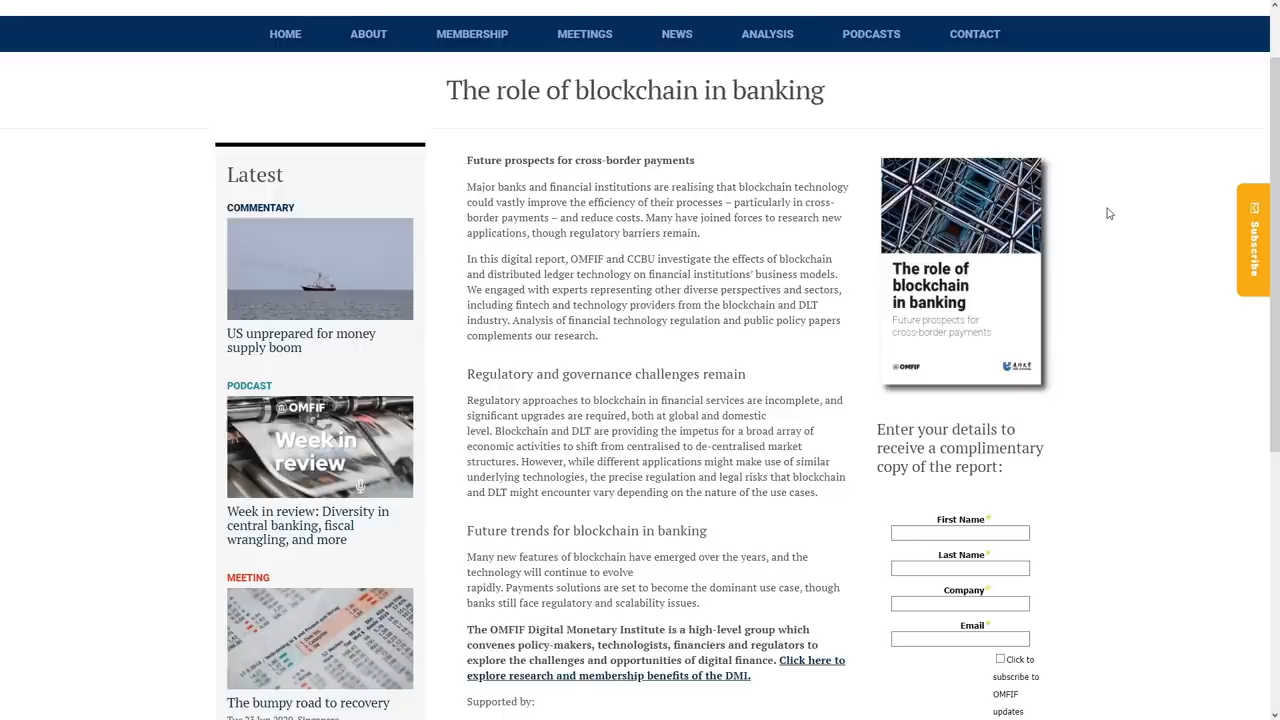 HOME ABOUT MEMBERSHIP MEETINGS NEWS ANALYSIS PODCASTS CONTACT
The role of blockchain in banking
Latest
COMMENTARY
US unprepared for money
supply boom
PODCAST
OMFIF
Week in
review
Week in review: Diversity in
central banking, fiscal
wrangling, and more
MEETING
The bumpy road to recovery
Tue 23 Jun 2020, Singapore
Future prospects for cross-border payments
Major banks and financial institutions are realising that blockchain technology
could vastly improve the efficiency of their processes – particularly in cross-
border payments – and reduce costs. Many have joined forces to research new
applications, though regulatory barriers remain.
In this digital report, OMFIF and CCBU investigate the effects of blockchain
and distributed ledger technology on financial institutions' business models.
We engaged with experts representing other diverse perspectives and sectors,
including fintech and technology providers from the blockchain and DLT
industry. Analysis of financial technology regulation and public policy papers
complements our research.
Regulatory and governance challenges remain
Regulatory approaches to blockchain in financial services are incomplete, and
significant upgrades are required, both at global and domestic
level. Blockchain and DLT are providing the impetus for a broad array of
economic activities to shift from centralised to de-centralised market
structures. However, while different applications might make use of similar
underlying technologies, the precise regulation and legal risks that blockchain
and DLT might encounter vary depending on the nature of the use cases.
Future trends for blockchain in banking
Many new features of blockchain have emerged over the years, and the
technology will continue to evolve
rapidly. Payments solutions are set to become the dominant use case, though
banks still face regulatory and scalability issues.
The OMFIF Digital Monetary Institute is a high-level group which
convenes policy-makers, technologists, financiers and regulators to
explore the challenges and opportunities of digital finance. Click here to
explore research and membership benefits of the DMI.
Supported by:
The role of
blockchain
in banking
Future prospects for
cross-border payments
OMFIF
Enter your details to
receive a complimentary
copy of the report:
First Name*
Last Name*
Company*
Email*
Click to
subscribe to
OMFIF
updates
Subscribe